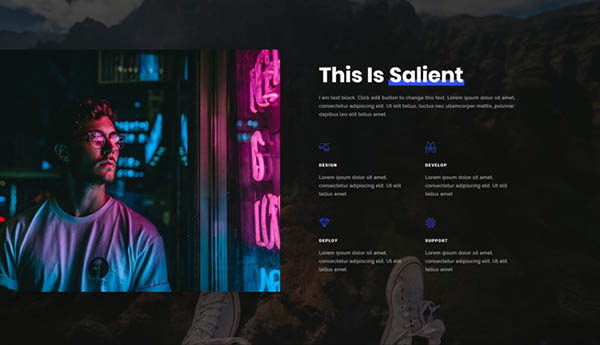 This Is Salient
I am text block. Click edit button to change this text. Lorem ipsum dolor sit amet,
consectetur adipiscing elit. Ut elit tellus, luctus nec ullamcorper mattis, pulvinar
dapibus leo elit tellus amet.
DESIGN
Lorem ipsum dolor sit amet,
consectetur adipiscing elit. Ut elit
tellus amet
DEVELOP
Lorem ipsum dolor sit amet,
consectetur adipiscing elit. Ut elit
tellus amet
DEPLOY
Lorem ipsum dolor sit amet,
consectetur adipiscing elit. Ut elit
tellus amet
SUPPORT
Lorem ipsum dolor sit amet,
consectetur adipiscing elit. Ut elit
tellus amet